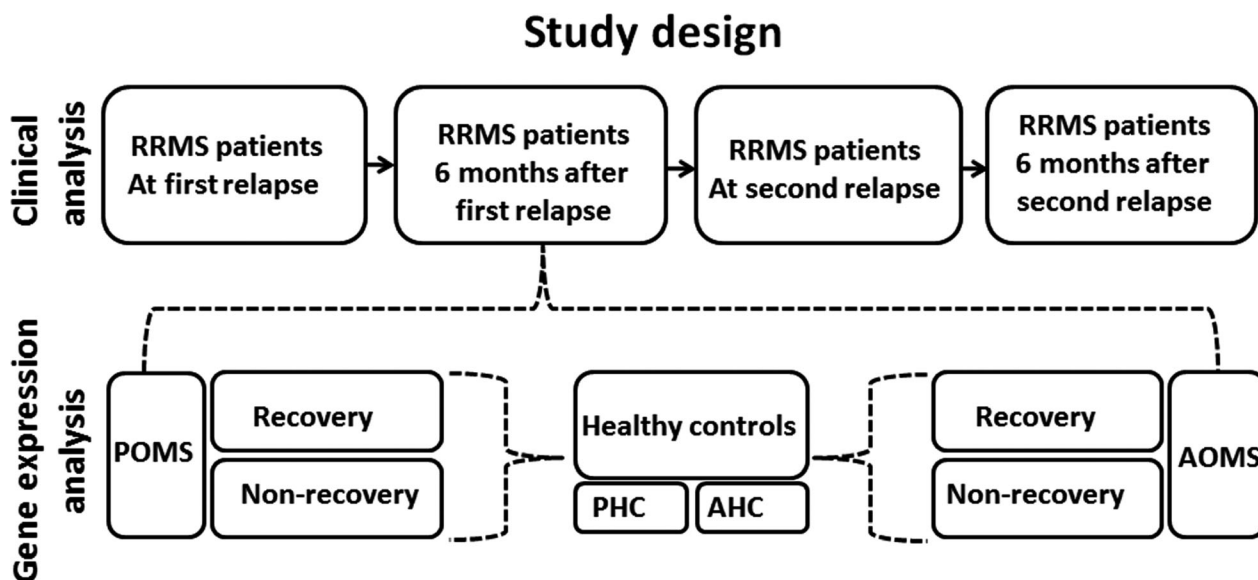 Study design
Clinical
analysis
RRMS patients
At first relapse
RRMS patients
6 months after
first relapse
RRMS patients
At second relapse
RRMS patients
6 months after
second relapse
Gene expression
analysis
POMS
Recovery
Non-recovery
Healthy controls
PHC
AHC
Recovery
Non-recovery
AOMS